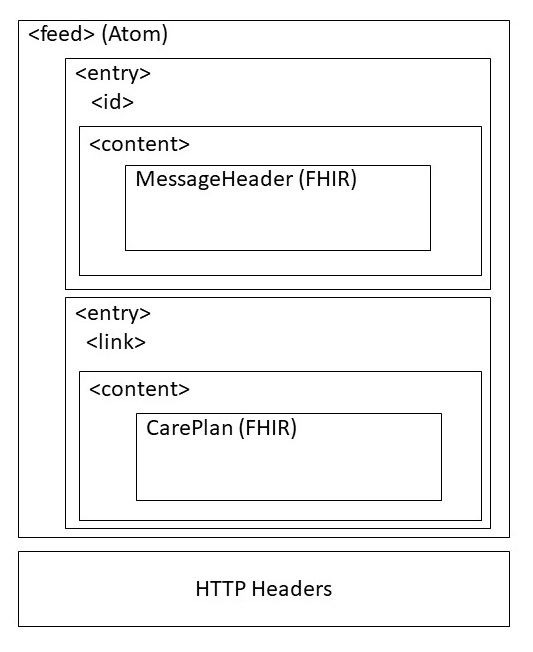 <feed> (Atom)
<entry>
<id>
<content>
MessageHeader (FHIR)
<entry>
<link>
<content>
CarePlan (FHIR)
HTTP Headers